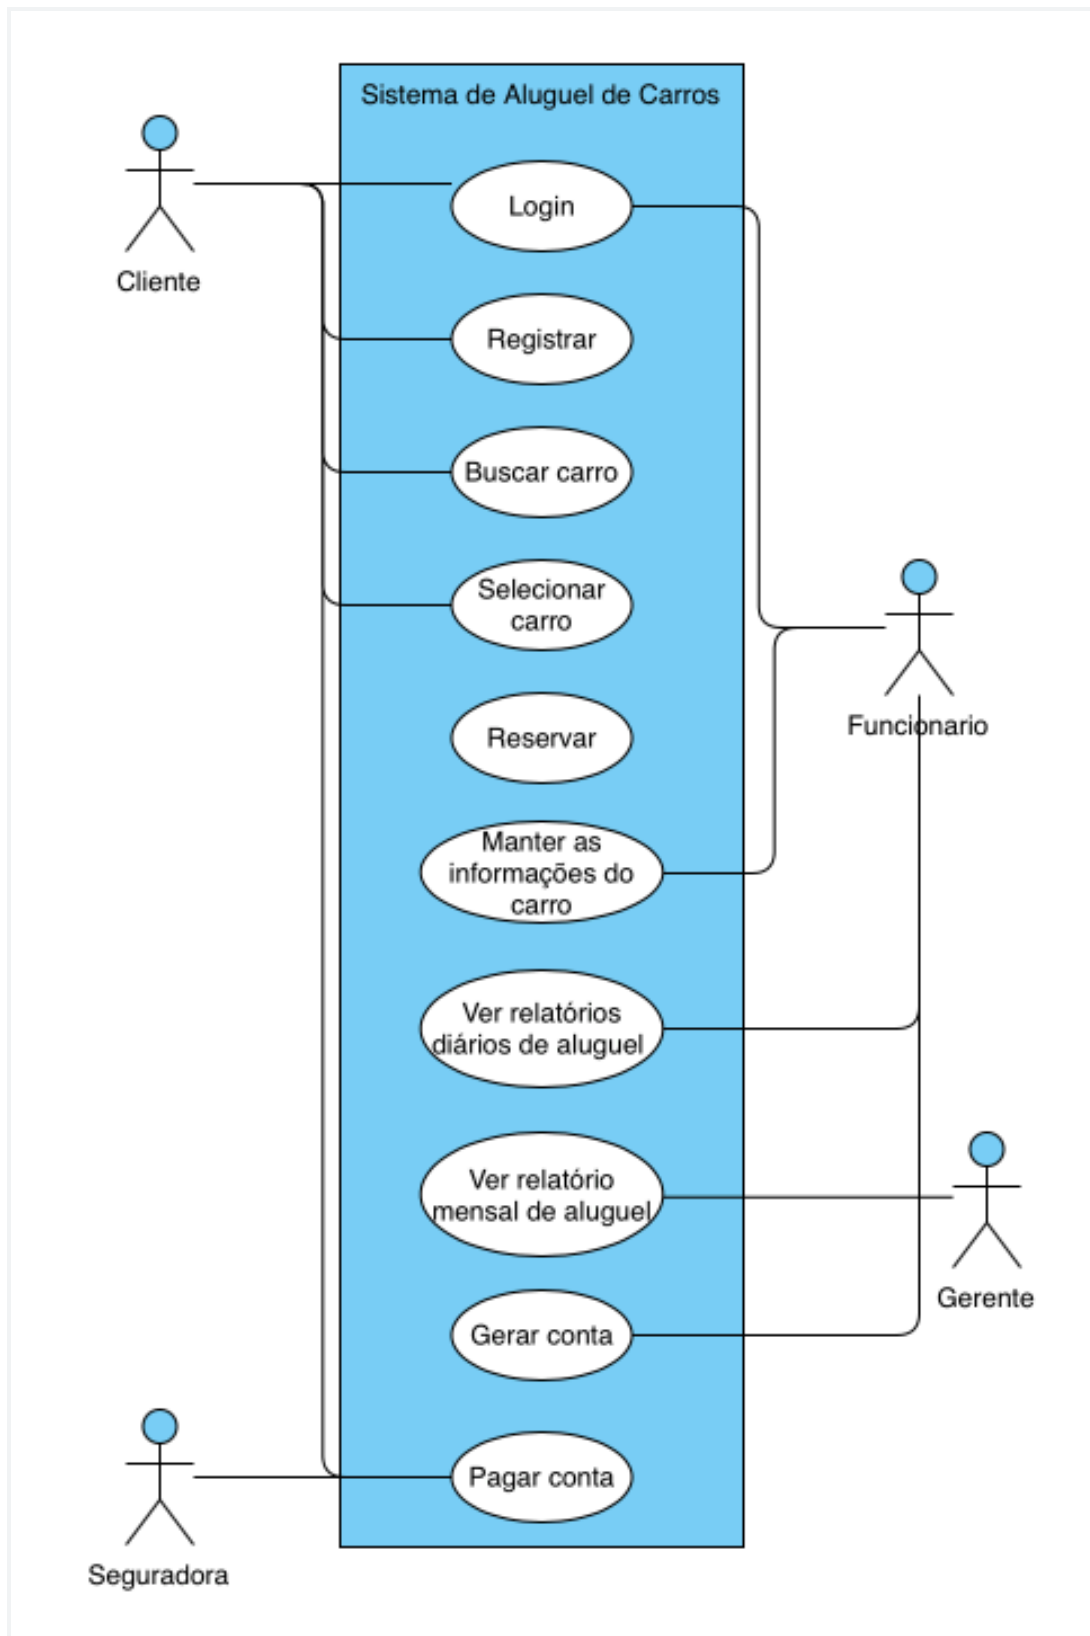 Sistema de Aluguel de Carros
Login
Cliente
Registrar
Buscar carro
Selecionar
carro
Reservar
Funcionario
Manter as
informações do
carro
Ver relatórios
diários de aluguel
Ver relatório
mensal de aluguel
Gerente
Gerar conta
Pagar conta
Seguradora